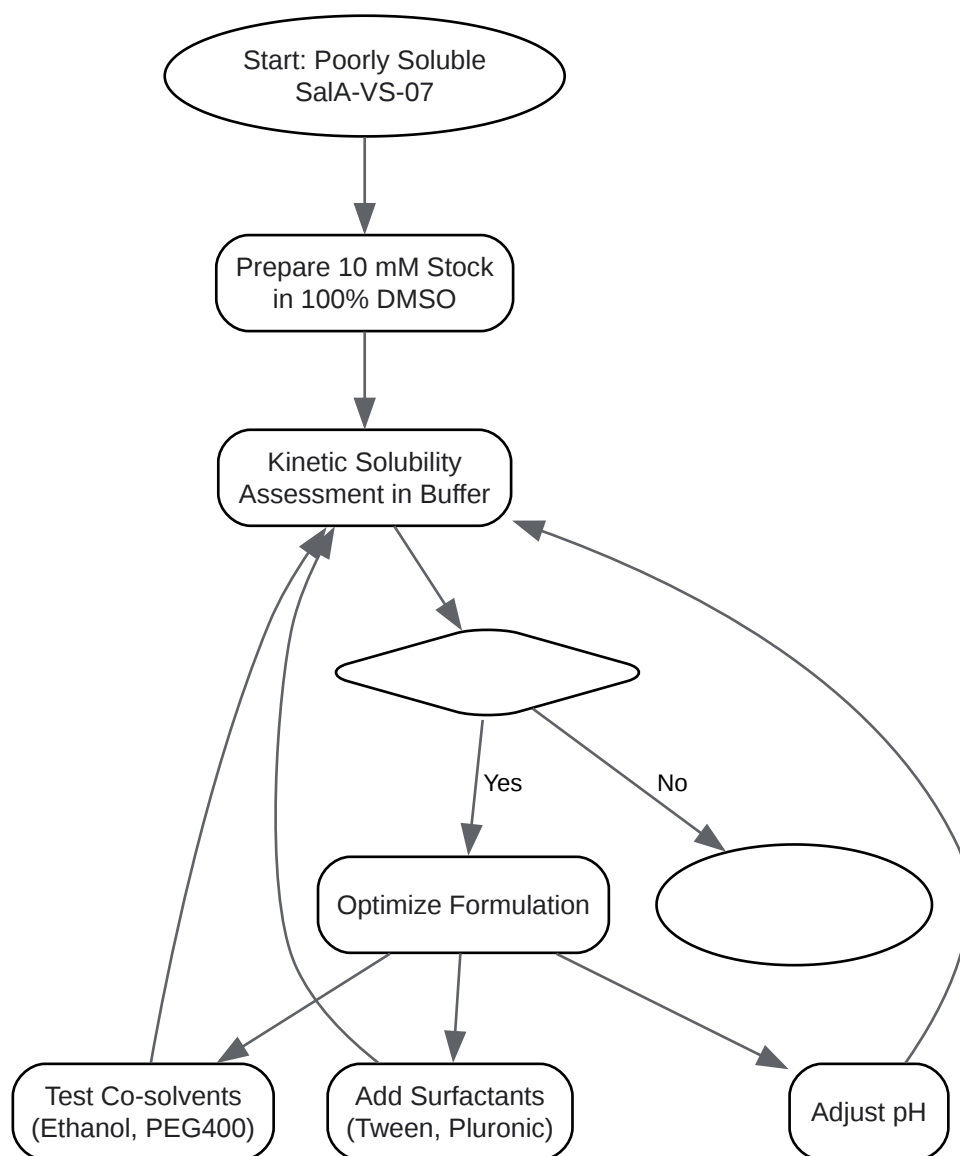 Start: Poorly Soluble
SalA-VS-07
Prepare 10 mM Stock
in 100% DMSO
Kinetic Solubility
Assessment in Buffer
Yes
No
Optimize Formulation
Test Co-solvents
(Ethanol, PEG400)
Add Surfactants
(Tween, Pluronic)
Adjust pH